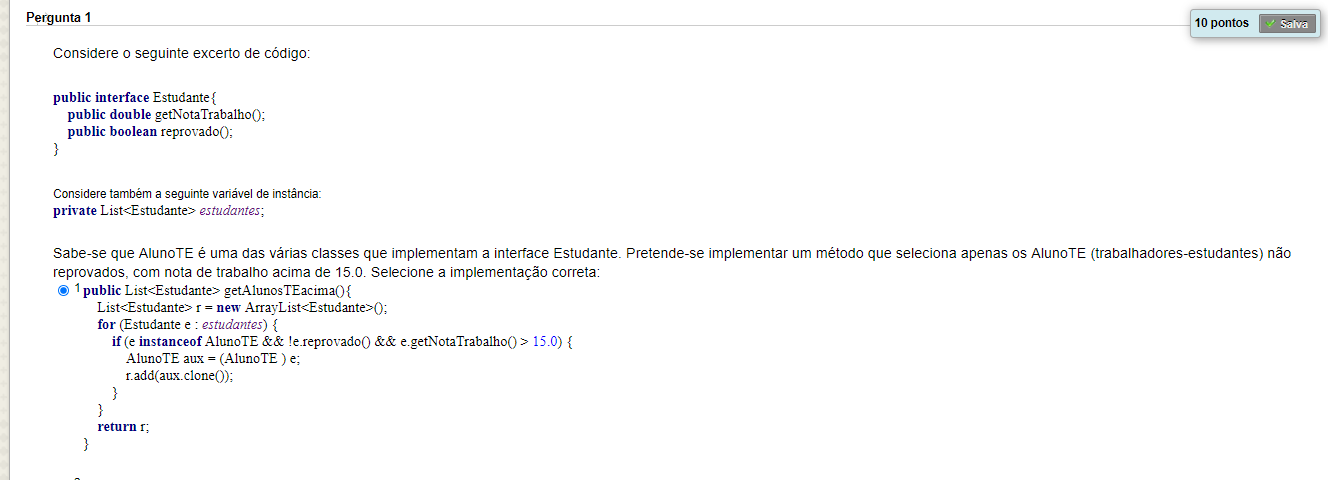 Pergunta 1
10 pontos
Salva
Considere o seguinte excerto de código:
public interface Estudante{
public double getNotaTrabalho();
public boolean reprovado();
}
Considere também a seguinte variável de instância:
private List<Estudante> estudantes;
Sabe-se que AlunoTE é uma das várias classes que implementam a interface Estudante. Pretende-se implementar um método que seleciona apenas os AlunoTE (trabalhadores-estudantes) não
reprovados, com nota de trabalho acima de 15.0. Selecione a implementação correta:
1 public List<Estudante> getAlunosTEacima(){
List<Estudante> r = new ArrayList<Estudante>();
for (Estudante e : estudantes) {
if (e instanceof AlunoTE && !e.reprovado() && e.getNotaTrabalho() > 15.0) {
AlunoTE aux = (AlunoTE ) e;
r.add(aux.clone());
}
}
return r;
}